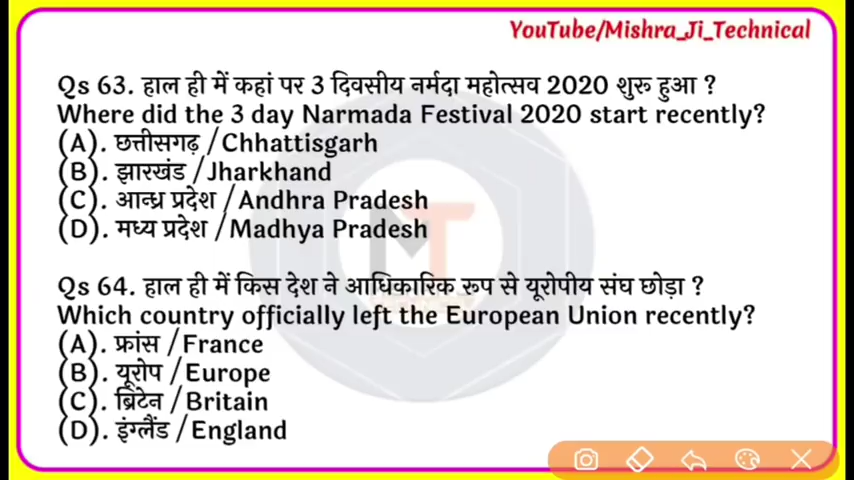 YouTube/Mishra_Ji_Technical
Qs 63. हाल ही में कहां पर 3 दिवसीय नर्मदा महोत्सव 2020 शुरू हुआ ?
Where did the 3 day Narmada Festival 2020 start recently?
(A). छत्तीसगढ़ /Chhattisgarh
(B). झारखंड /Jharkhand
(C). आन्ध्र प्रदेश /Andhra Pradesh
(D). मध्य प्रदेश /Madhya Pradesh
Qs 64. हाल ही में किस देश ने आधिकारिक रूप से यूरोपीय संघ छोड़ा ?
Which country officially left the European Union recently?
(A). फ्रांस /France
(B). यूरोप /Europe
(C). ब्रिटेन /Britain
(D). इंग्लैंड /England